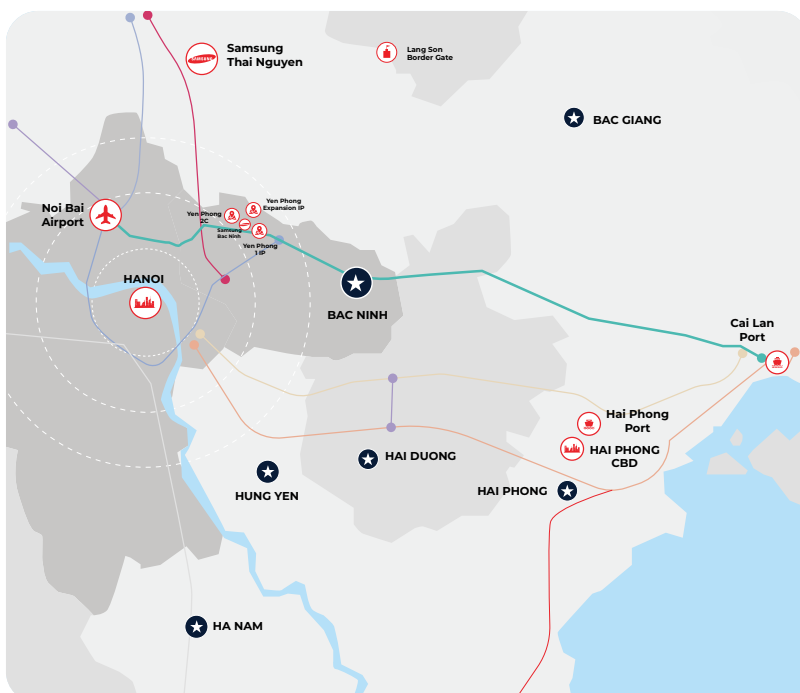 Samsung
Thai Nguyen
SAMSUNG
Lang Son
Border Gate
BAC GIANG
Noi Bai
Airport
Yen Phong
Expansion IP
Yen Phong
2C
Samsung
Bac Ninh
Yen Phong
1 IP
HANOI
BAC NINH
Cai Lan
Port
Hai Phong
Port
HAI PHONG
CBD
HAI DUONG
HUNG YEN
HAI PHONG
HA NAM